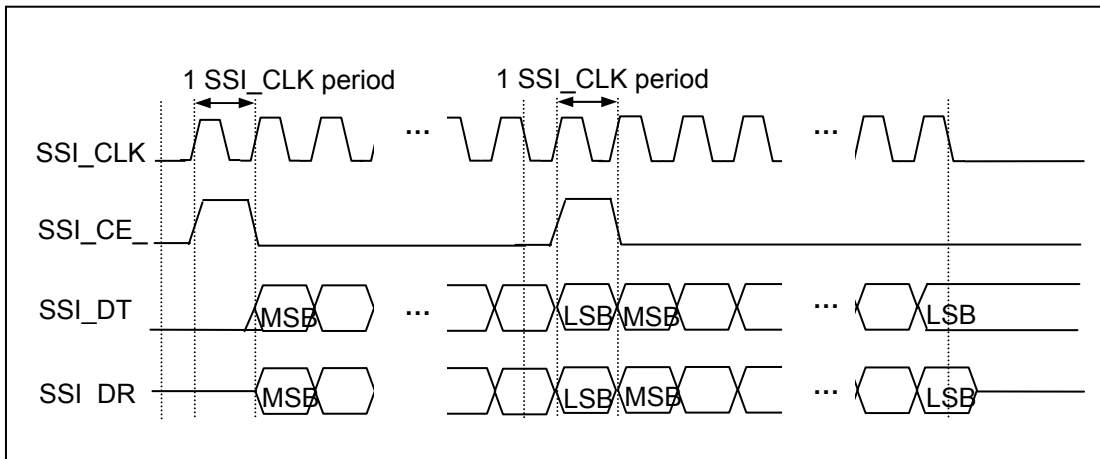 1 SSI_CLK period 1 SSI_CLK period
SSI_CLK ... ...
SSI_CE_
SSI_DT MSB ... LSB MSB ... LSB
SSI DR MSB LSB MSB ... LSB